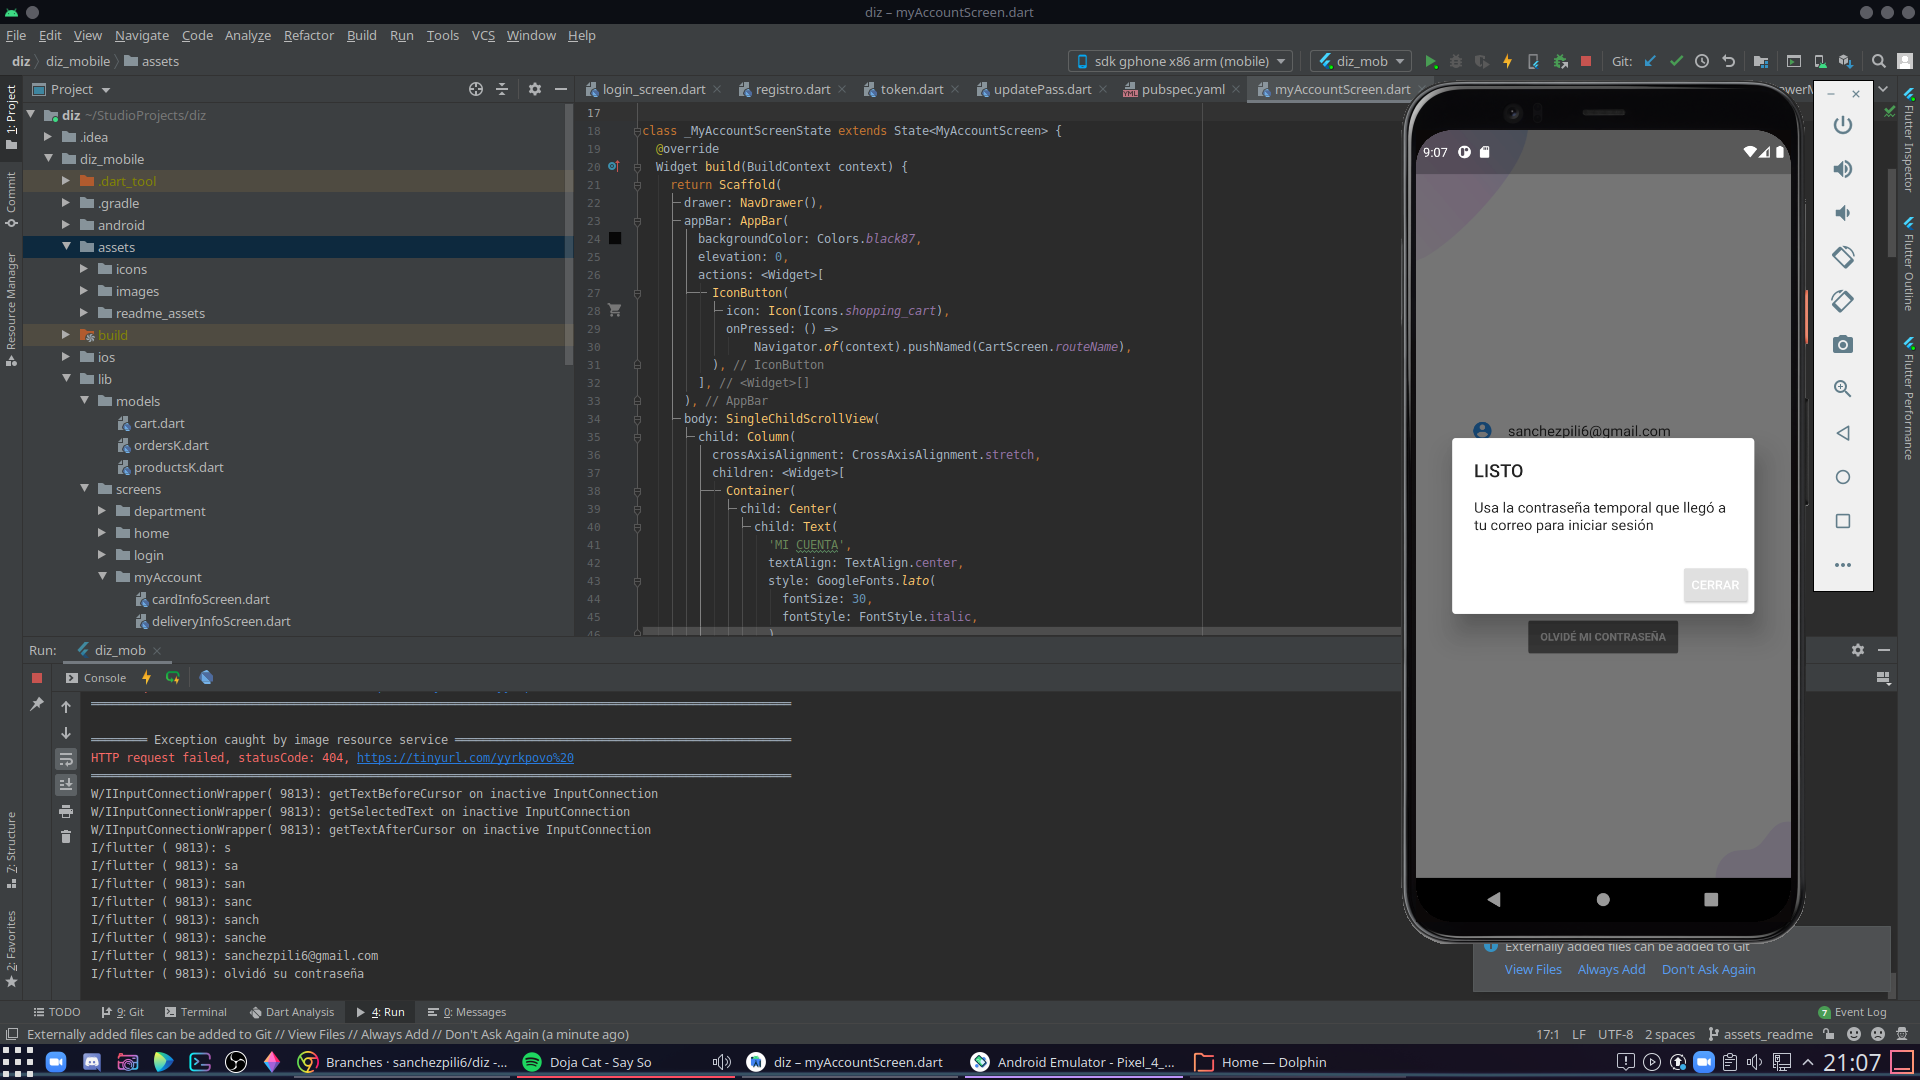 diz – myAccountScreen.dart
File Edit View Navigate Code Analyze Refactor Build Run Tools VCS Window Help
diz diz_mobile assets
sdk gphone x86 arm (mobile) diz_mob Git:
Project
login_screen.dart registro.dart token.dart updatePass.dart pubspec.yaml myAccountScreen.dart
1: Project
Commit
Resource Manager
7: Structure
2: Favorites
diz ~/StudioProjects/diz
.idea
diz_mobile
.dart_tool
.gradle
android
assets
icons
images
readme_assets
build
ios
lib
models
cart.dart
ordersK.dart
productsK.dart
screens
department
home
login
myAccount
cardInfoScreen.dart
deliveryInfoScreen.dart
17
18 class _MyAccountScreenState extends State<MyAccountScreen> {
19 @override
20 Widget build(BuildContext context) {
21 return Scaffold(
22 drawer: NavDrawer(),
23 appBar: AppBar(
24 backgroundColor: Colors.black87,
25 elevation: 0,
26 actions: <Widget>[
27 IconButton(
28 icon: Icon(Icons.shopping_cart),
29 onPressed: () =>
30 Navigator.of(context).pushNamed(CartScreen.routeName),
31 ), // IconButton
32 ], // <Widget>[]
33 ), // AppBar
34 body: SingleChildScrollView(
35 child: Column(
36 crossAxisAlignment: CrossAxisAlignment.stretch,
37 children: <Widget>[
38 Container(
39 child: Center(
40 child: Text(
41 'MI CUENTA',
42 textAlign: TextAlign.center,
43 style: GoogleFonts.lato(
44 fontSize: 30,
45 fontStyle: FontStyle.italic,
46 )
9:07
sanchezpili6@gmail.com
LISTO
Usa la contraseña temporal que llegó a
tu correo para iniciar sesión
CERRAR
OLVIDÉ MI CONTRASEÑA
Flutter Inspector
Flutter Outline
Flutter Performance
Run: diz_mob
Console
Exception caught by image resource service
HTTP request failed, statusCode: 404, https://tinyurl.com/yyrkpovo%20
W/IInputConnectionWrapper( 9813): getTextBeforeCursor on inactive InputConnection
W/IInputConnectionWrapper( 9813): getSelectedText on inactive InputConnection
W/IInputConnectionWrapper( 9813): getTextAfterCursor on inactive InputConnection
I/flutter ( 9813): s
I/flutter ( 9813): sa
I/flutter ( 9813): san
I/flutter ( 9813): sanc
I/flutter ( 9813): sanch
I/flutter ( 9813): sanche
I/flutter ( 9813): sanchezpili6@gmail.com
I/flutter ( 9813): olvidó su contraseña
Externally added files can be added to Git
View Files Always Add Don't Ask Again
TODO 9: Git Terminal Dart Analysis 4: Run 0: Messages 7 Event Log
Externally added files can be added to Git // View Files // Always Add // Don't Ask Again (a minute ago)
17:1 LF UTF-8 2 spaces assets_readme
Branches · sanchezpili6/diz -... Doja Cat - Say So diz – myAccountScreen.dart Android Emulator - Pixel_4_... Home — Dolphin 21:07